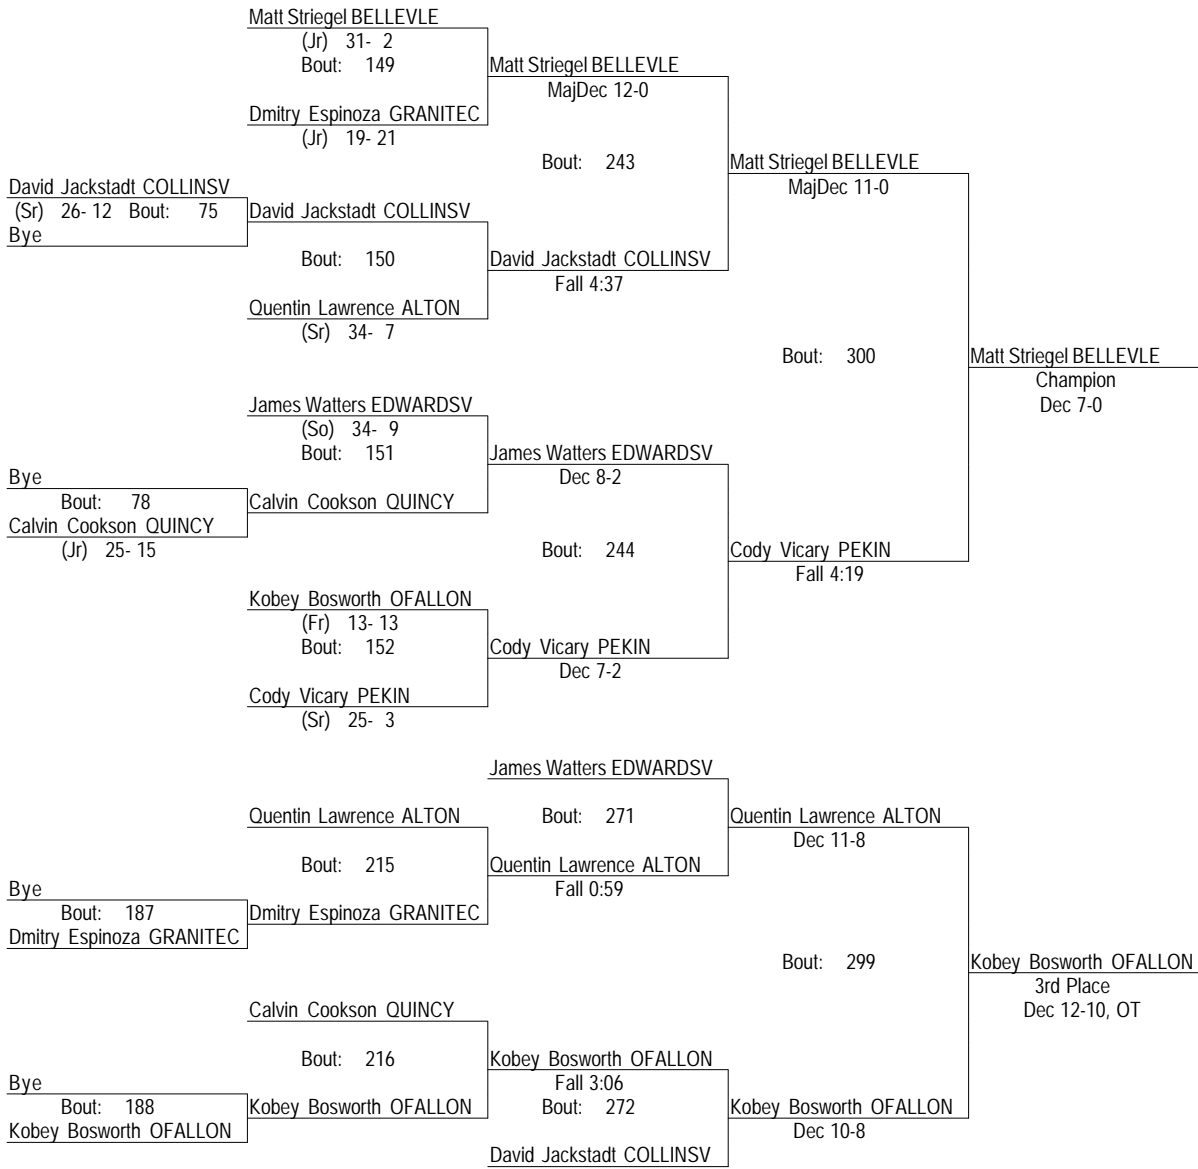 Matt Striegel BELLEVLE
(Jr) 31- 2
Bout: 149
Matt Striegel BELLEVLE
MajDec 12-0
Dmitry Espinoza GRANITEC
(Jr) 19- 21
Bout: 243
Matt Striegel BELLEVLE
MajDec 11-0
David Jackstadt COLLINSV
(Sr) 26- 12 Bout: 75
Bye
David Jackstadt COLLINSV
Bout: 150
David Jackstadt COLLINSV
Fall 4:37
Quentin Lawrence ALTON
(Sr) 34- 7
Bout: 300
Matt Striegel BELLEVLE
Champion
Dec 7-0
James Watters EDWARDSV
(So) 34- 9
Bout: 151
James Watters EDWARDSV
Dec 8-2
Bye
Bout: 78
Calvin Cookson QUINCY
(Jr) 25- 15
Calvin Cookson QUINCY
Bout: 244
Cody Vicary PEKIN
Fall 4:19
Kobey Bosworth OFALLON
(Fr) 13- 13
Bout: 152
Cody Vicary PEKIN
Dec 7-2
Cody Vicary PEKIN
(Sr) 25- 3
James Watters EDWARDSV
Quentin Lawrence ALTON
Bout: 271
Quentin Lawrence ALTON
Dec 11-8
Bout: 215
Quentin Lawrence ALTON
Fall 0:59
Bye
Bout: 187
Dmitry Espinoza GRANITEC
Dmitry Espinoza GRANITEC
Bout: 299
Kobey Bosworth OFALLON
3rd Place
Dec 12-10, OT
Calvin Cookson QUINCY
Bout: 216
Kobey Bosworth OFALLON
Fall 3:06
Bye
Bout: 188
Kobey Bosworth OFALLON
Kobey Bosworth OFALLON
Bout: 272
Kobey Bosworth OFALLON
Dec 10-8
David Jackstadt COLLINSV